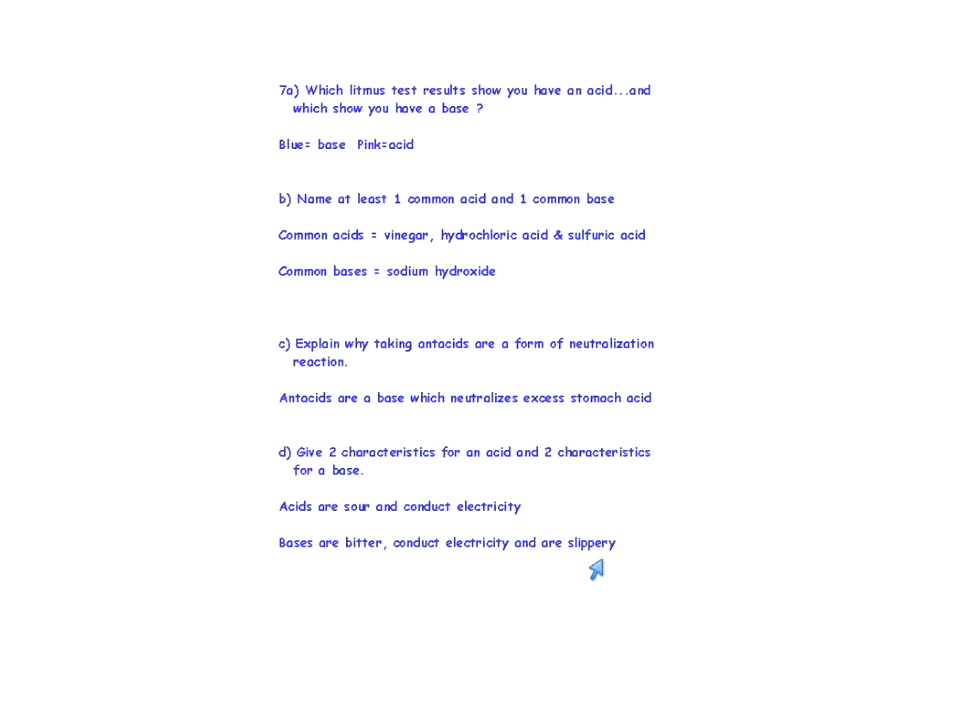 7a) Which litmus test results show you have an acid...and
which show you have a base ?
Blue= base  Pink=acid
b) Name at least 1 common acid and 1 common base
Common acids = vinegar, hydrochloric acid & sulfuric acid
Common bases = sodium hydroxide
c) Explain why taking antacids are a form of neutralization
reaction.
Antacids are a base which neutralizes excess stomach acid
d) Give 2 characteristics for an acid and 2 characteristics
for a base.
Acids are sour and conduct electricity
Bases are bitter, conduct electricity and are slippery